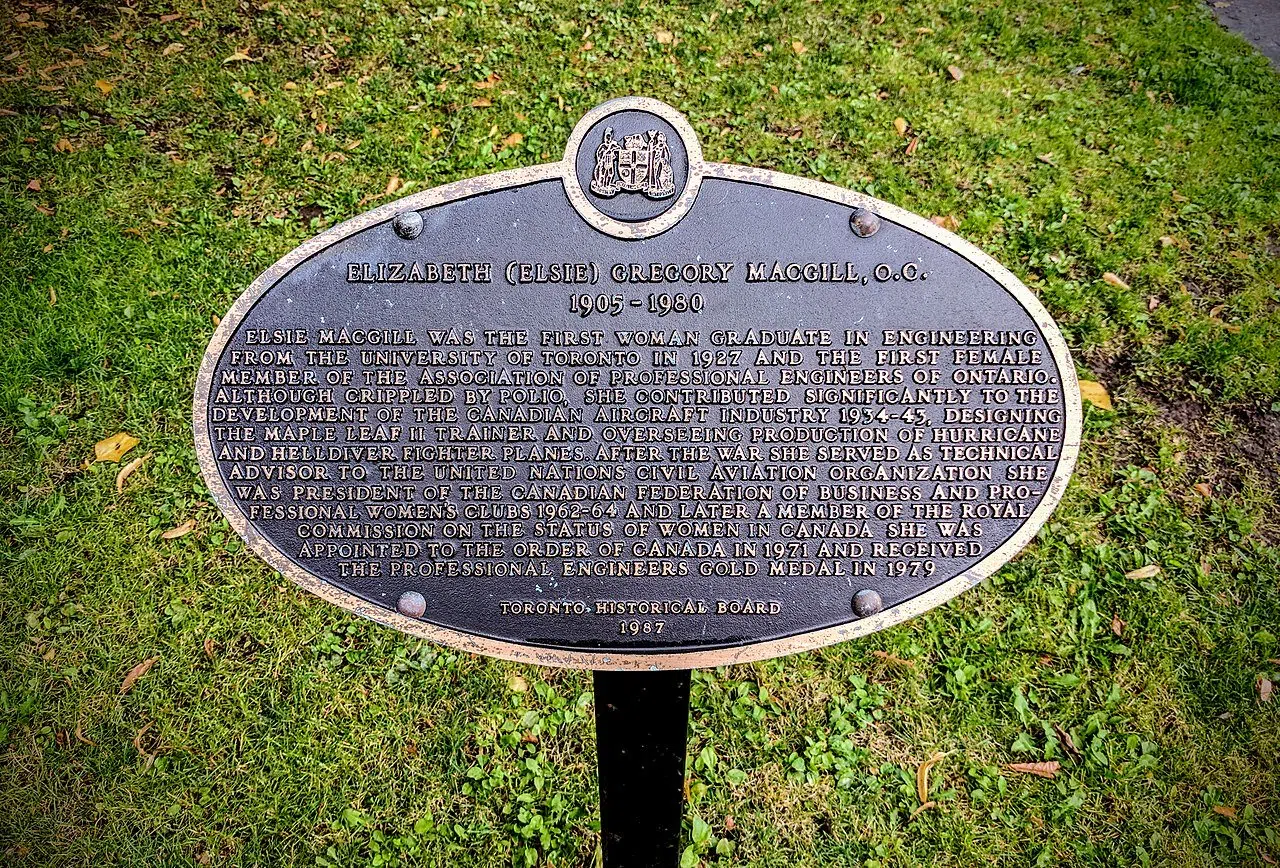 ELIZABETH (ELSIE) GREGORY MACGILL, O.C.
1905 - 1980
ELSIE MACGILL WAS THE FIRST WOMAN GRADUATE IN ENGINEERING
FROM THE UNIVERSITY OF TORONTO IN 1927 AND THE FIRST FEMALE
MEMBER OF THE ASSOCIATION OF PROFESSIONAL ENGINEERS OF ONTARIO.
ALTHOUGH CRIPPLED BY POLIO, SHE CONTRIBUTED SIGNIFICANTLY TO THE
DEVELOPMENT OF THE CANADIAN AIRCRAFT INDUSTRY 1934-43, DESIGNING
THE MAPLE LEAF II TRAINER AND OVERSEEING PRODUCTION OF HURRICANE
AND HELLDIVER FIGHTER PLANES. AFTER THE WAR SHE SERVED AS TECHNICAL
ADVISOR TO THE UNITED NATIONS CIVIL AVIATION ORGANIZATION SHE
WAS PRESIDENT OF THE CANADIAN FEDERATION OF BUSINESS AND PRO-
FESSIONAL WOMEN'S CLUBS 1962-64 AND LATER A MEMBER OF THE ROYAL
COMMISSION ON THE STATUS OF WOMEN IN CANADA SHE WAS
APPOINTED TO THE ORDER OF CANADA IN 1971 AND RECEIVED
THE PROFESSIONAL ENGINEERS GOLD MEDAL IN 1979
TORONTO HISTORICAL BOARD
1987